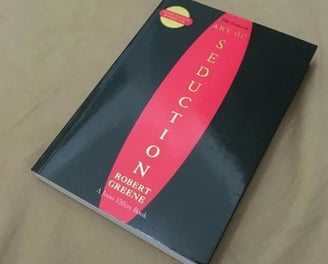 The Concise
ART OF
SEDUCTION
ROBERT
GREENE
A Joost Elffers Book